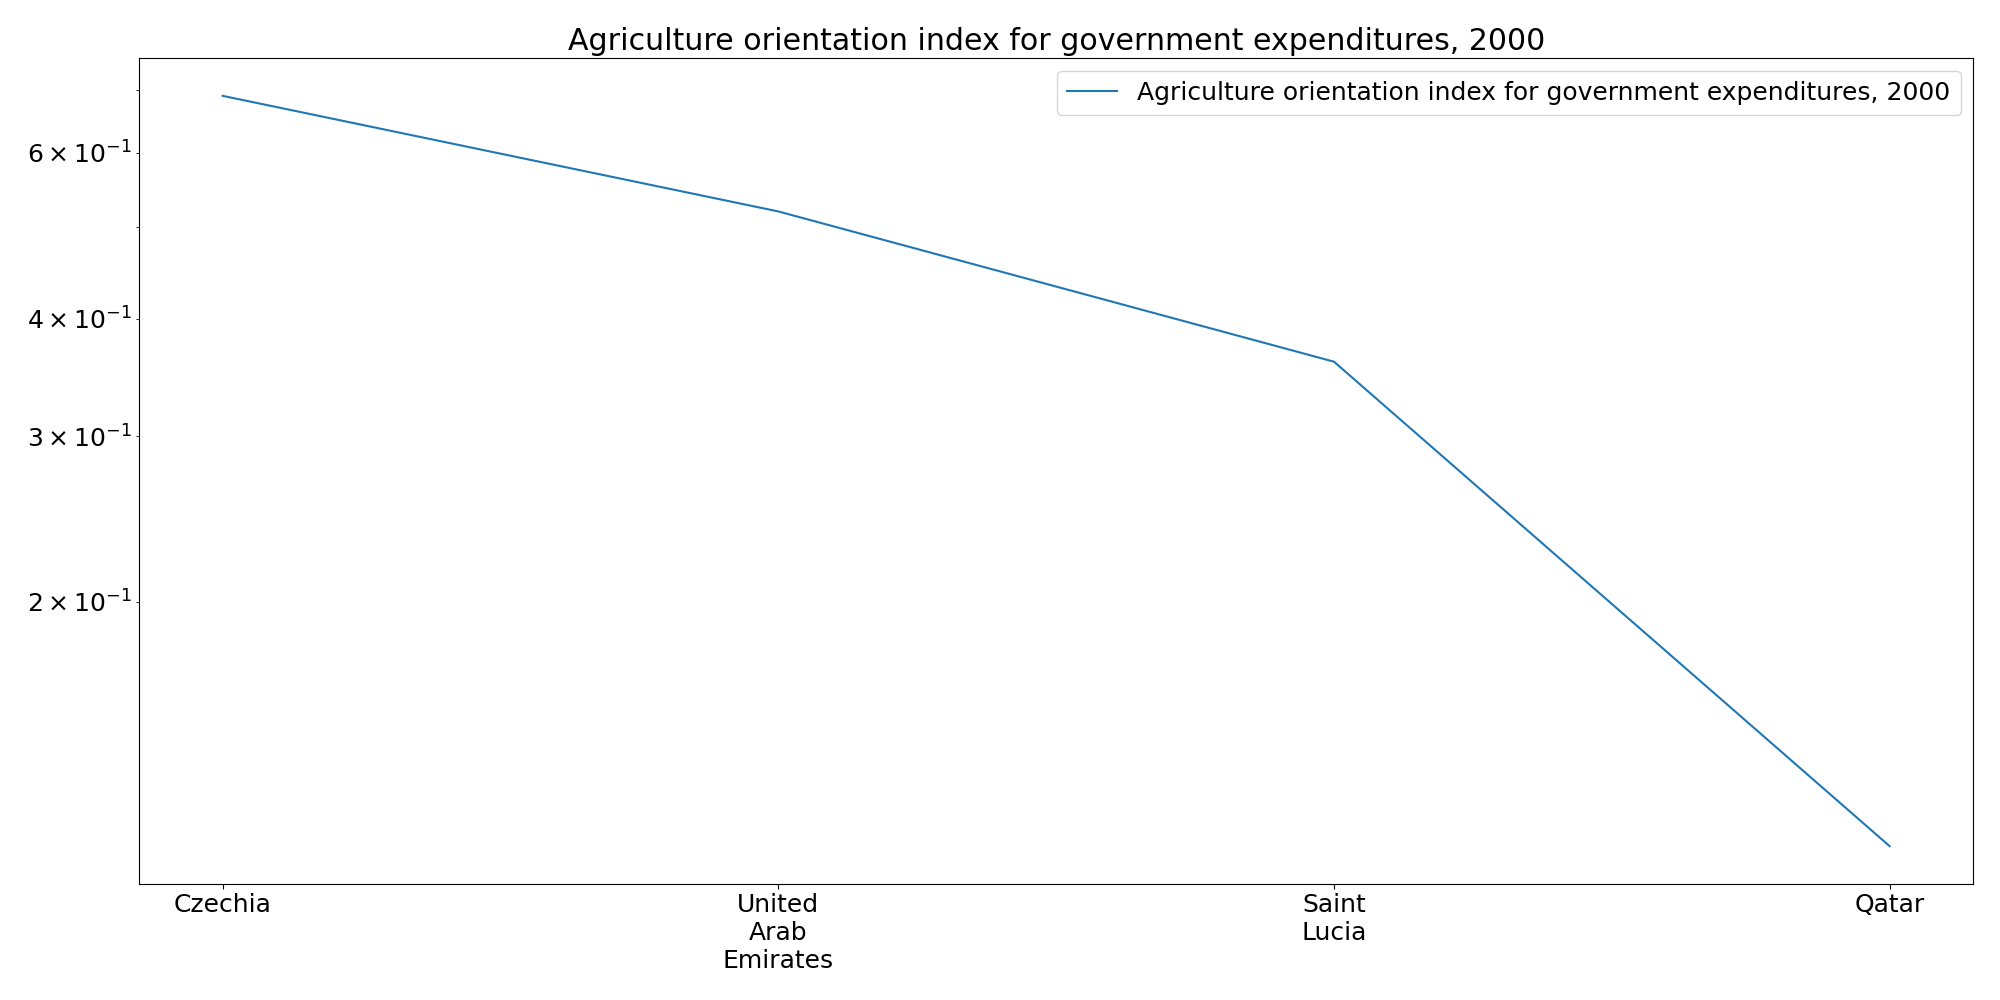 Agriculture orientation index for government expenditures, 2000
Agriculture orientation index for government expenditures, 2000
6 × 10⁻¹
4 × 10⁻¹
3 × 10⁻¹
2 × 10⁻¹
Czechia
United
Arab
Emirates
Saint
Lucia
Qatar